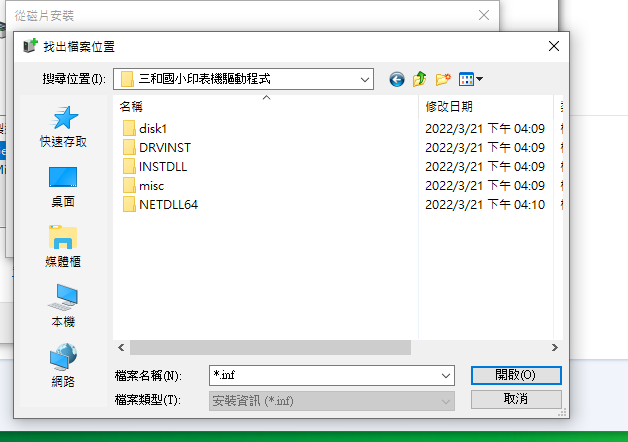 從磁片安裝
找出檔案位置
搜尋位置(I): 三和國小印表機驅動程式
名稱 修改日期
快速存取
桌面
媒體櫃
本機
網路
disk1 2022/3/21 下午 04:09
DRVINST 2022/3/21 下午 04:09
INSTDLL 2022/3/21 下午 04:09
misc 2022/3/21 下午 04:09
NETDLL64 2022/3/21 下午 04:10
檔案名稱(N): *.inf 開啟(O)
檔案類型(T): 安裝資訊 (*.inf) 取消